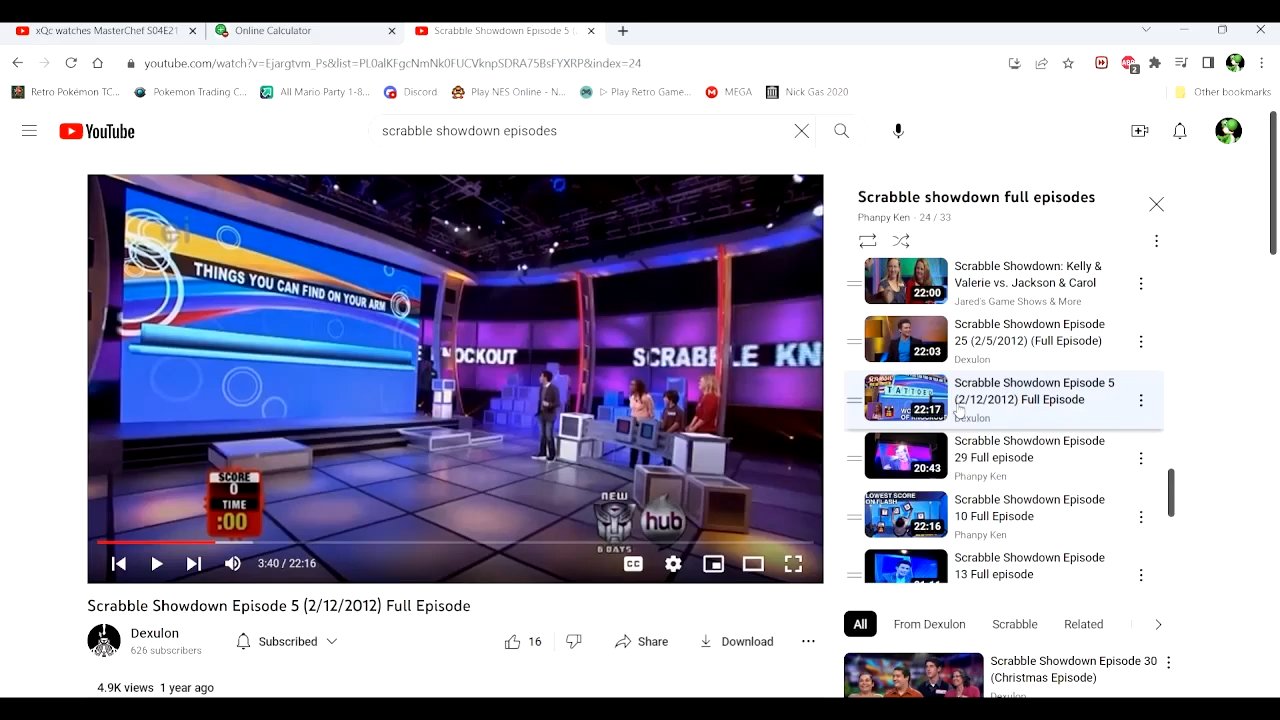 xQc watches MasterChef S04E21
Online Calculator
Scrabble Showdown Episode 5 (
youtube.com/watch?v=Ejargtvm_Ps&list=PL0alKFgcNmNk0FUCVknpSDRA75BsFYXRP&index=24
2
Retro Pokémon TC...
Pokemon Trading C...
All Mario Party 1-8...
Discord
Play NES Online - N...
▷ Play Retro Game...
MEGA
Nick Gas 2020
Other bookmarks
YouTube
scrabble showdown episodes
THINGS YOU CAN FIND ON YOUR ARM
OCKOUT
SCRABBLE KN
SCORE
0
TIME
:00
NEW
hub
6 DAYS
3:40 / 22:16
CC
Scrabble showdown full episodes
Phanpy Ken - 24 / 33
Scrabble Showdown: Kelly &
Valerie vs. Jackson & Carol
Jared's Game Shows & More
22:00
Scrabble Showdown Episode
25 (2/5/2012) (Full Episode)
Dexulon
22:03
Scrabble Showdown Episode 5
(2/12/2012) Full Episode
Dexulon
TATTOO
22:17
Scrabble Showdown Episode
29 Full episode
Phanpy Ken
20:43
Scrabble Showdown Episode
10 Full Episode
Phanpy Ken
LOWEST SCORE
ON FLASH
22:16
Scrabble Showdown Episode
13 Full episode
Scrabble Showdown Episode 5 (2/12/2012) Full Episode
Dexulon
626 subscribers
Subscribed
16
Share
Download
4.9K views 1 year ago
All
From Dexulon
Scrabble
Related
Scrabble Showdown Episode 30
(Christmas Episode)
Dexulon